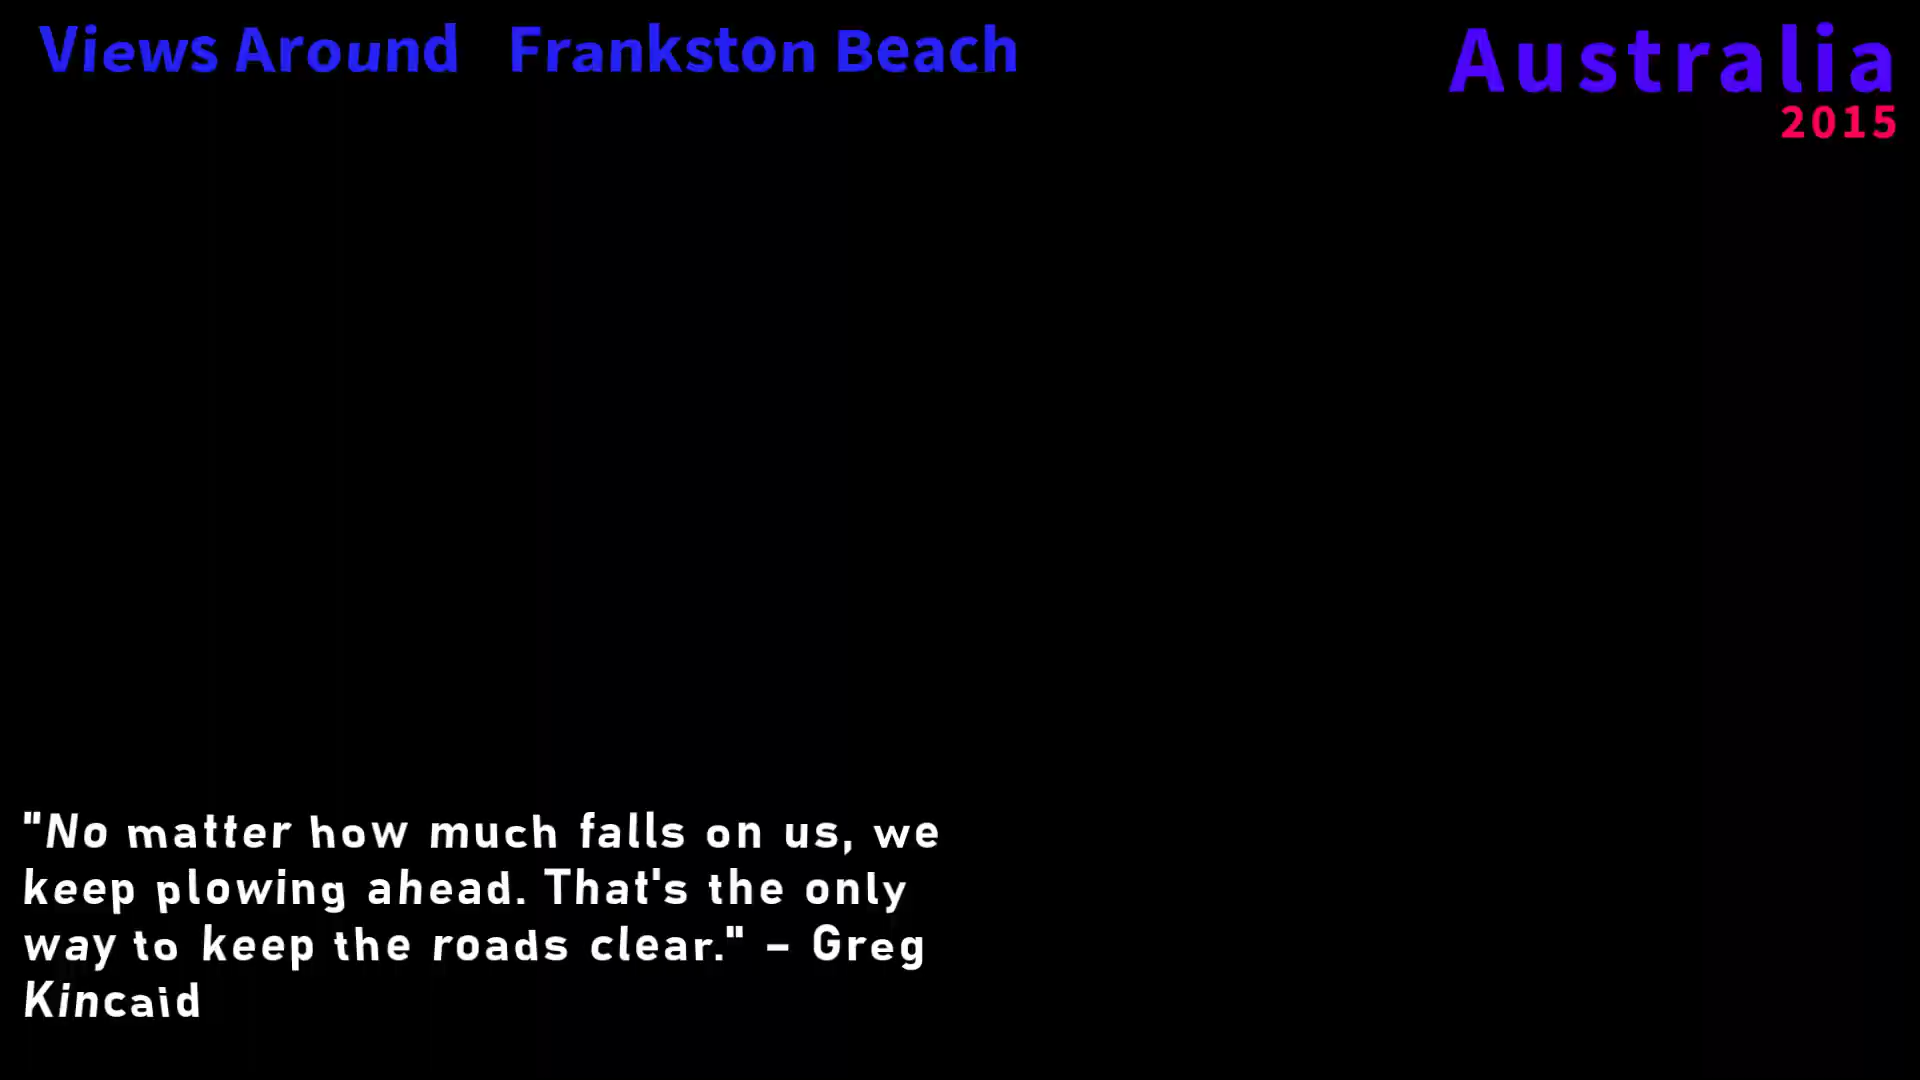 Views Around Frankston Beach
Australia
2015
"No matter how much falls on us, we
keep plowing ahead. That's the only
way to keep the roads clear." – Greg
Kincaid